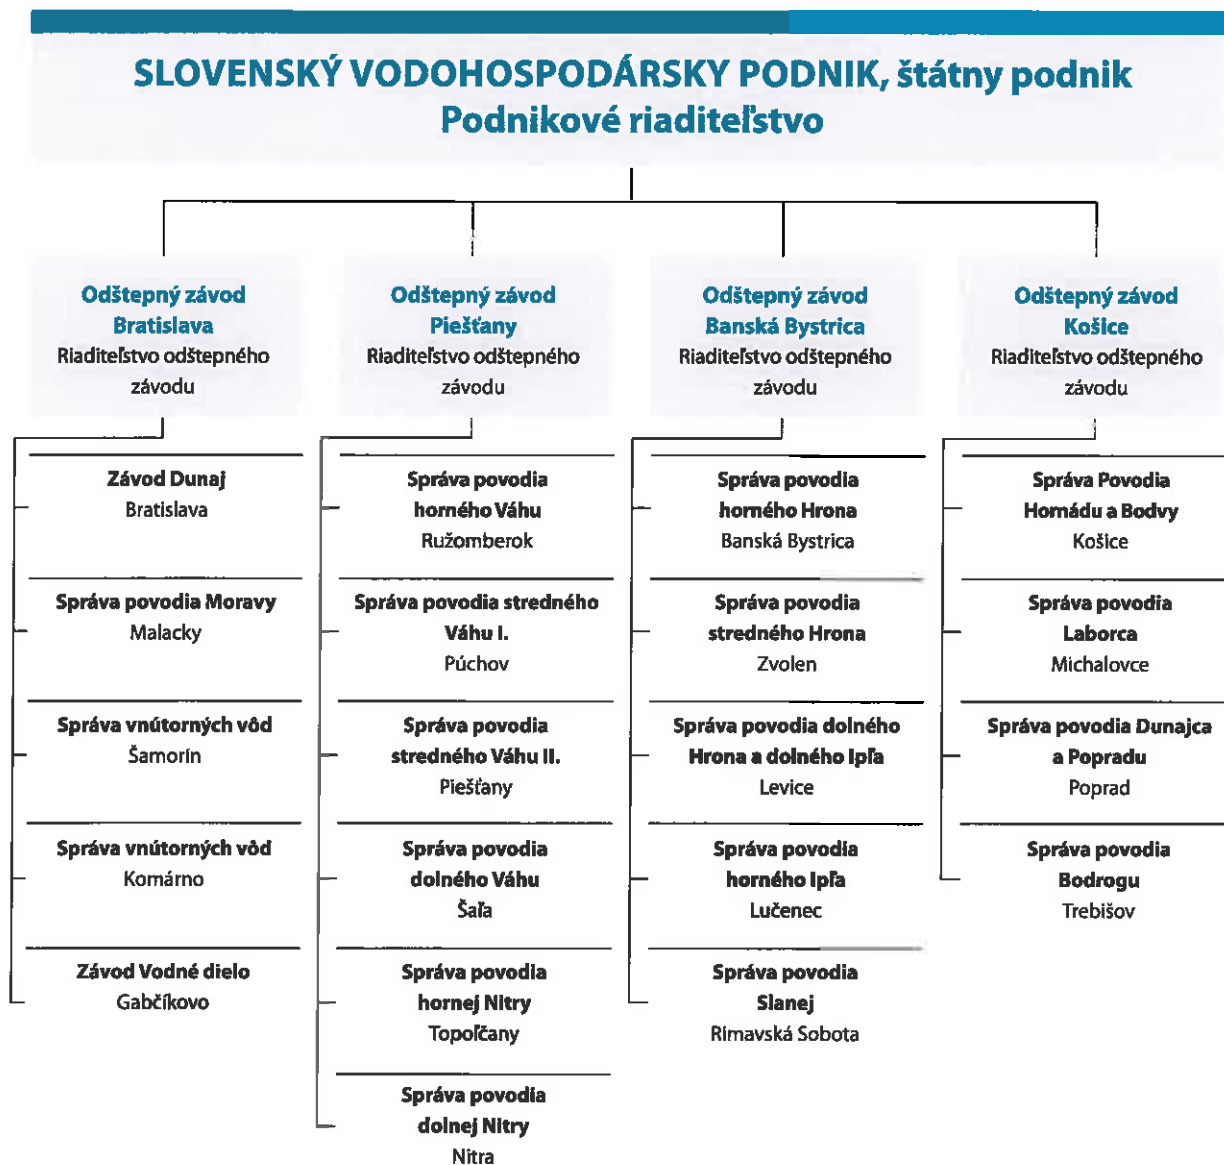 SLOVENSKÝ VODOHOSPODÁRSKY PODNIK, štátny podnik
Podnikové riaditeľstvo
Odštepný závod
Bratislava
Riaditeľstvo odštepného
závodu
Závod Dunaj
Bratislava
Správa povodia Moravy
Malacky
Správa vnútorných vôd
Šamorín
Správa vnútorných vôd
Komárno
Závod Vodné dielo
Gabčíkovo
Odštepný závod
Piešťany
Riaditeľstvo odštepného
závodu
Správa povodia
horného Váhu
Ružomberok
Správa povodia stredného
Váhu I.
Púchov
Správa povodia
stredného Váhu II.
Piešťany
Správa povodia
dolného Váhu
Šaľa
Správa povodia
hornej Nitry
Topoľčany
Správa povodia
dolnej Nitry
Nitra
Odštepný závod
Banská Bystrica
Riaditeľstvo odštepného
závodu
Správa povodia
horného Hrona
Banská Bystrica
Správa povodia
stredného Hrona
Zvolen
Správa povodia dolného
Hrona a dolného Ipľa
Levice
Správa povodia
horného Ipľa
Lučenec
Správa povodia
Slanej
Rimavská Sobota
Odštepný závod
Košice
Riaditeľstvo odštepného
závodu
Správa Povodia
Hornádu a Bodvy
Košice
Správa povodia
Laborca
Michalovce
Správa povodia Dunajca
a Popradu
Poprad
Správa povodia
Bodrogu
Trebišov